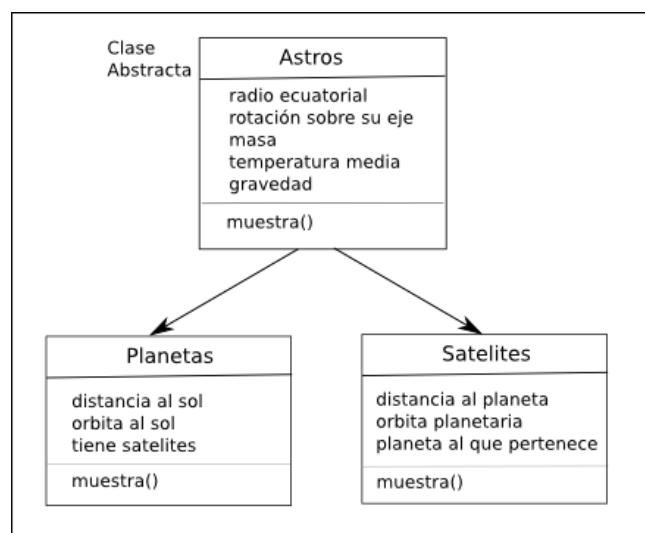 Clase
Abstracta
Astros
radio ecuatorial
rotación sobre su eje
masa
temperatura media
gravedad
muestra()
Planetas
distancia al sol
orbita al sol
tiene satelites
muestra()
Satelites
distancia al planeta
orbita planetaria
planeta al que pertenece
muestra()